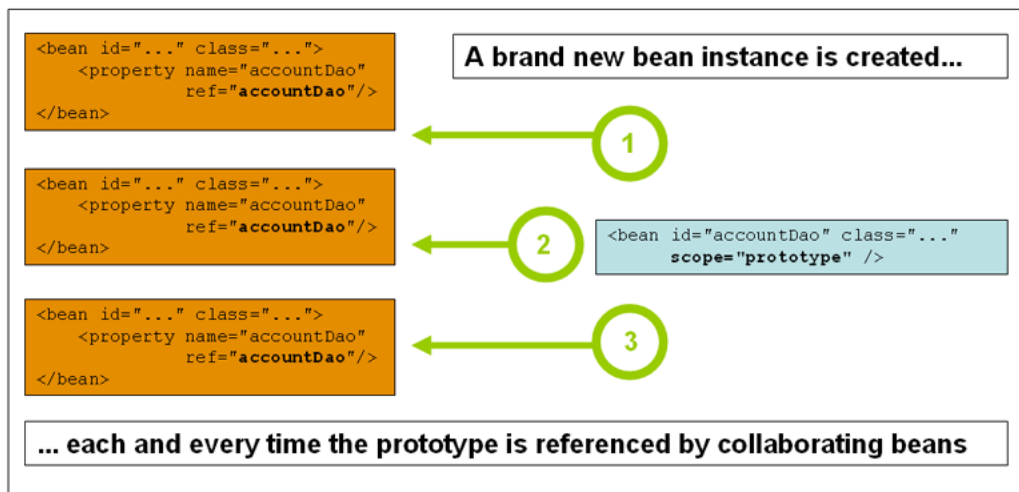 <bean id="..." class="...">
<property name="accountDao"
ref="accountDao"/>
</bean>
A brand new bean instance is created...
1
<bean id="..." class="...">
<property name="accountDao"
ref="accountDao"/>
</bean>
2
<bean id="accountDao" class="..."
scope="prototype" />
<bean id="..." class="...">
<property name="accountDao"
ref="accountDao"/>
</bean>
3
... each and every time the prototype is referenced by collaborating beans